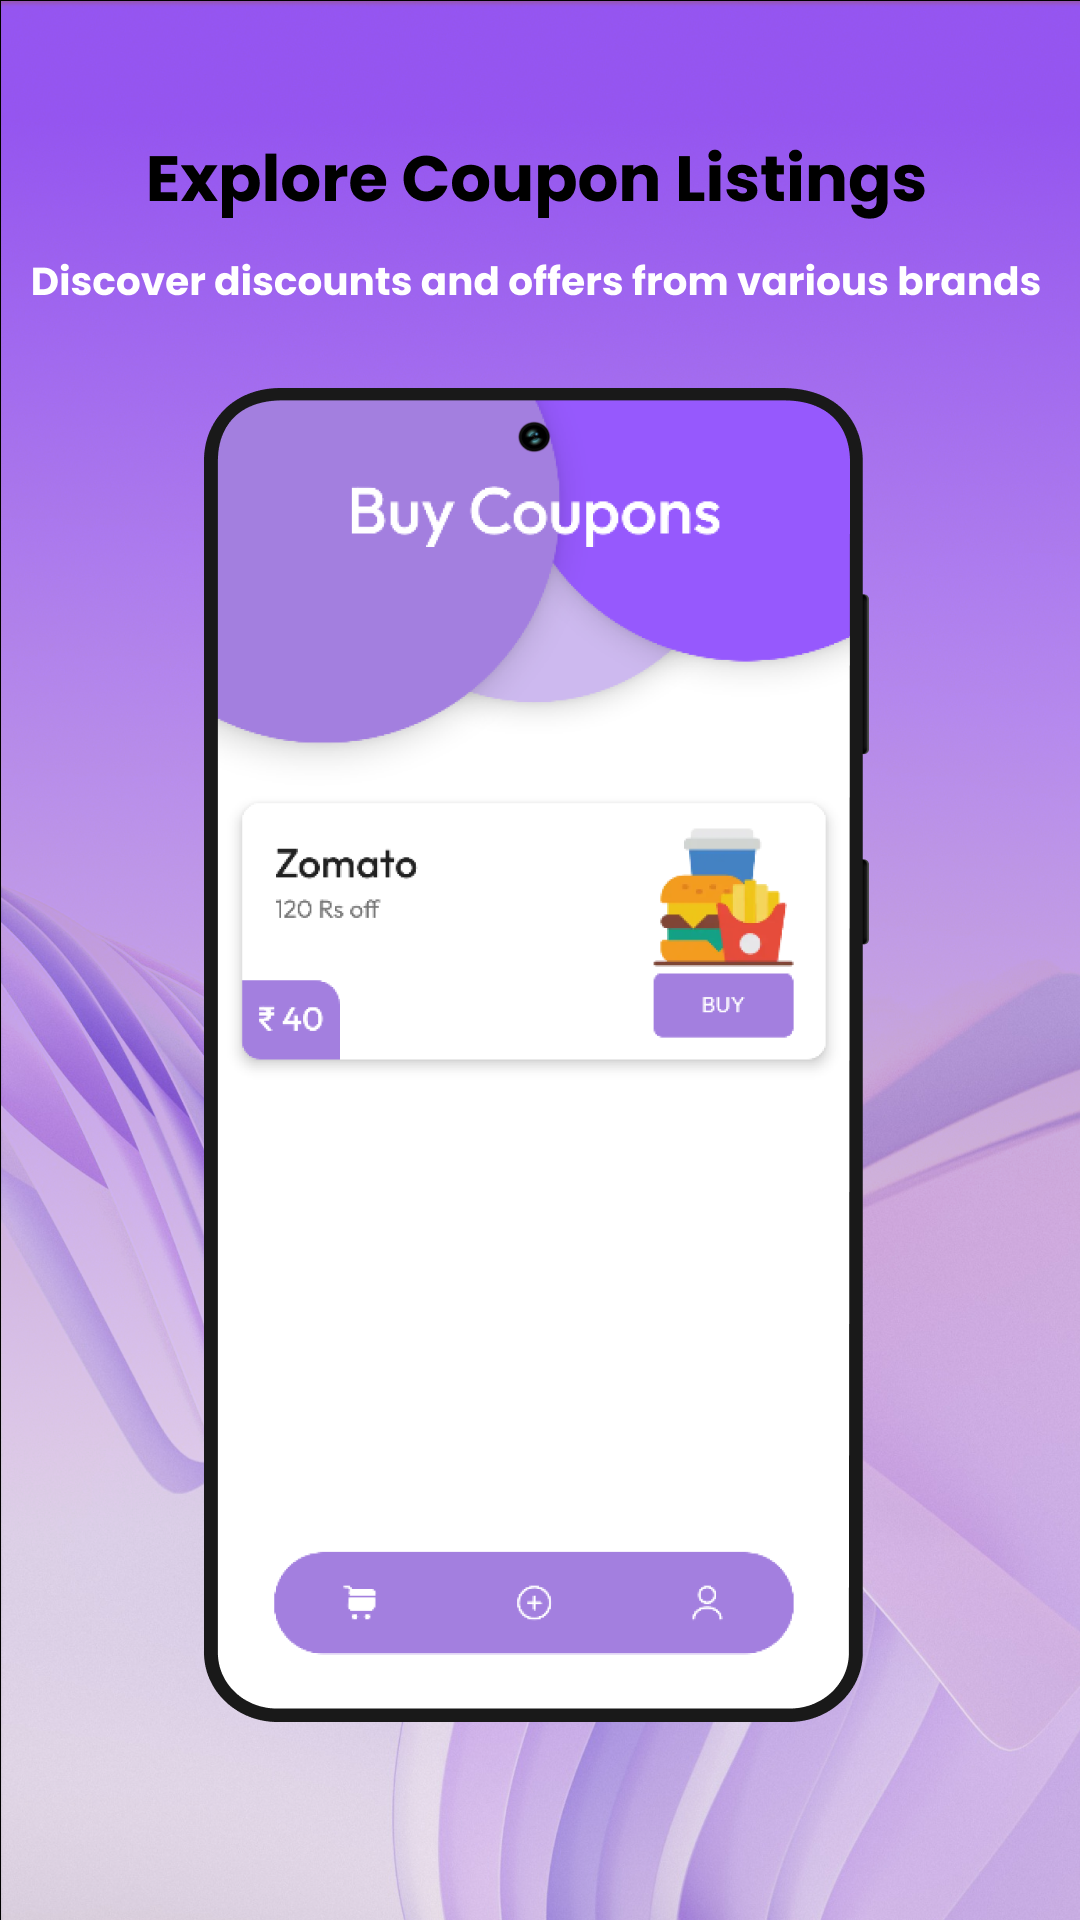 Explore Coupon Listings
Discover discounts and offers from various brands
Buy Coupons
Zomato
120 Rs off
₹ 40
BUY